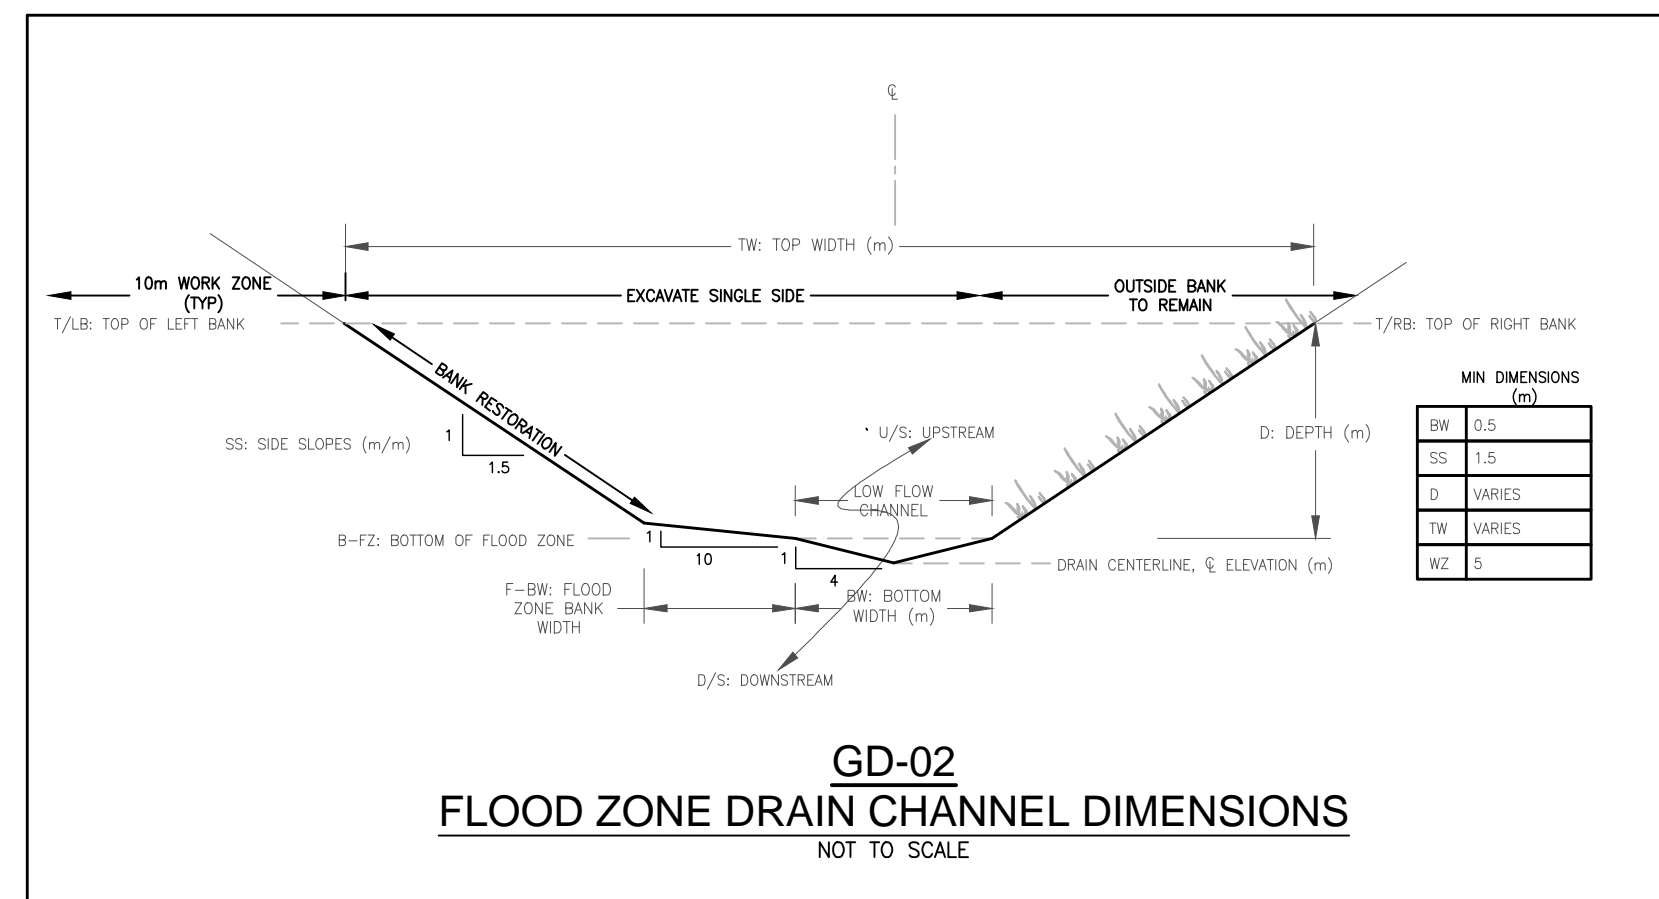 ℄
TW: TOP WIDTH (m)
10m WORK ZONE
(TYP)
EXCAVATE SINGLE SIDE
OUTSIDE BANK
TO REMAIN
T/LB: TOP OF LEFT BANK
T/RB: TOP OF RIGHT BANK
BANK RESTORATION
SS: SIDE SLOPES (m/m)
1
1.5
U/S: UPSTREAM
D: DEPTH (m)
LOW FLOW
CHANNEL
B-FZ: BOTTOM OF FLOOD ZONE
1
10
1
4
DRAIN CENTERLINE, ℄ ELEVATION (m)
F-BW: FLOOD
ZONE BANK
WIDTH
BW: BOTTOM
WIDTH (m)
D/S: DOWNSTREAM
MIN DIMENSIONS
(m)
BW 0.5
SS 1.5
D VARIES
TW VARIES
WZ 5
GD-02
FLOOD ZONE DRAIN CHANNEL DIMENSIONS
NOT TO SCALE